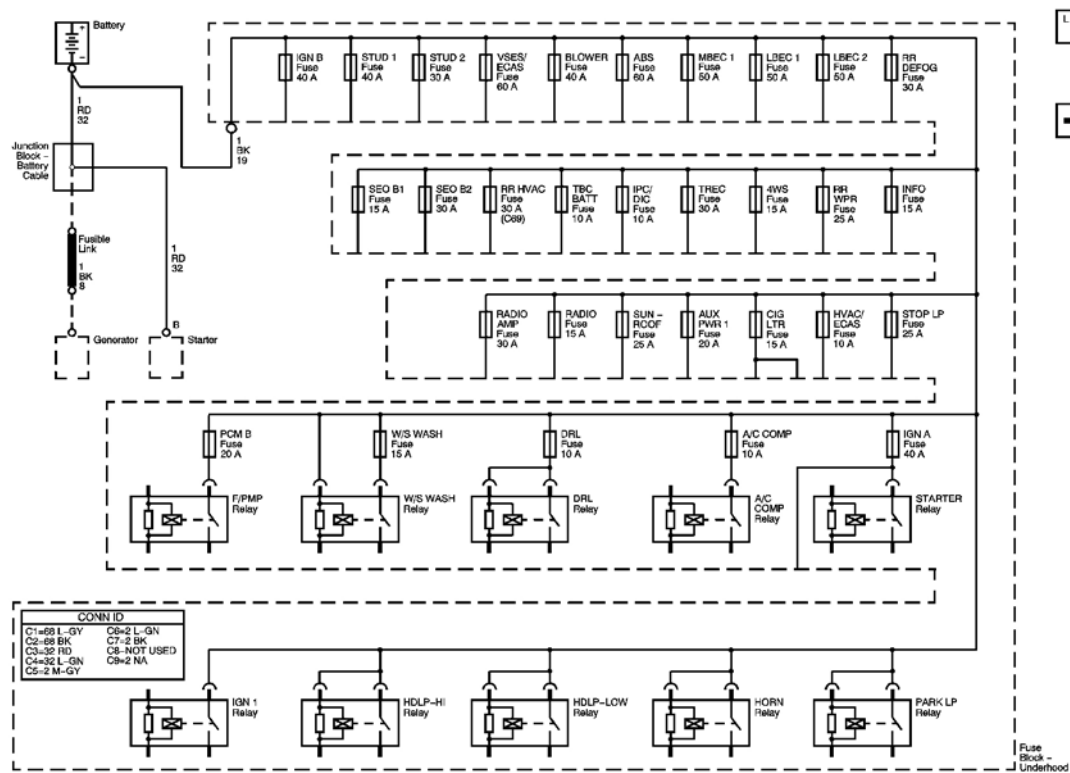 Battery
L
1
RD
32
Junction
Block –
Battery
Cable
1
BK
19
Fusible
Link
1
BK
8
1
RD
32
B
Generator
Starter
IGN B
Fuse
40 A
STUD 1
Fuse
40 A
STUD 2
Fuse
30 A
VSES/
ECAS
Fuse
60 A
BLOWER
Fuse
40 A
ABS
Fuse
60 A
MBEC 1
Fuse
50 A
LBEC 1
Fuse
50 A
LBEC 2
Fuse
50 A
RR
DEFOG
Fuse
30 A
SEO B1
Fuse
15 A
SEO B2
Fuse
30 A
RR HVAC
Fuse
30 A
(C69)
TBC
BATT
Fuse
10 A
IPC/
DIC
Fuse
10 A
TREC
Fuse
30 A
4WS
Fuse
15 A
RR
WPR
Fuse
25 A
INFO
Fuse
15 A
RADIO
AMP
Fuse
30 A
RADIO
Fuse
15 A
SUN –
ROOF
Fuse
25 A
AUX
PWR 1
Fuse
20 A
CIG
LTR
Fuse
15 A
HVAC/
ECAS
Fuse
10 A
STOP LP
Fuse
25 A
PCM B
Fuse
20 A
W/S WASH
Fuse
15 A
DRL
Fuse
10 A
A/C COMP
Fuse
10 A
IGN A
Fuse
40 A
F/PMP
Relay
W/S WASH
Relay
DRL
Relay
A/C
COMP
Relay
STARTER
Relay
CONN ID
C1=68 L–GY C6=2 L–GN
C2=68 BK C7=2 BK
C3=32 RD C8–NOT USED
C4=32 L–GN C9=2 NA
C5=2 M–GY
IGN 1
Relay
HDLP–HI
Relay
HDLP–LOW
Relay
HORN
Relay
PARK LP
Relay
Fuse
Block –
Underhood